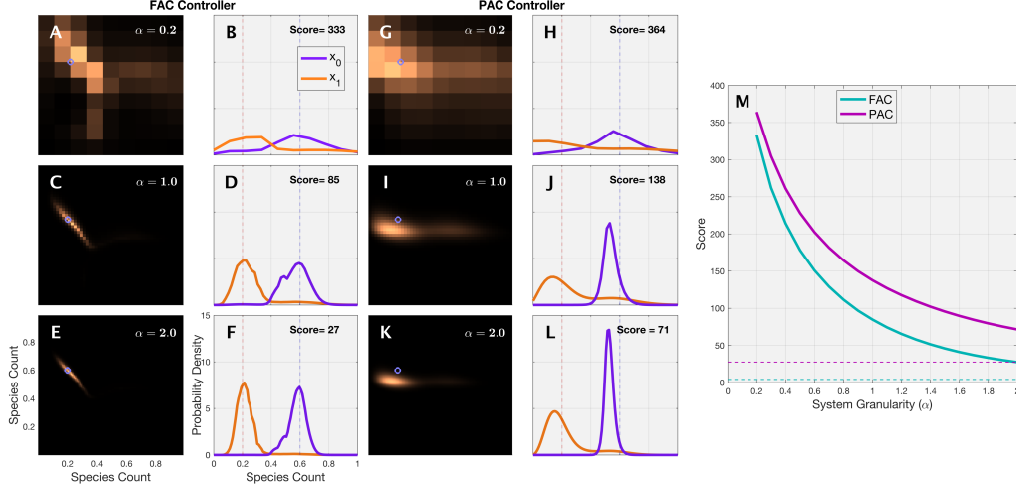 FAC Controller
PAC Controller
A
α = 0.2
B
Score= 333
x0
x1
G
α = 0.2
H
Score= 364
C
α = 1.0
D
Score= 85
I
α = 1.0
J
Score= 138
E
α = 2.0
0.8
0.6
0.4
0.2
Species Count
0.2 0.4 0.6 0.8
Species Count
F
Score= 27
15
10
5
0
Probability Density
0 0.2 0.4 0.6 0.8 1
Species Count
K
α = 2.0
L
Score = 71
M
FAC
PAC
400
350
300
250
200
150
100
50
0
Score
0 0.2 0.4 0.6 0.8 1 1.2 1.4 1.6 1.8 2
System Granularity (α)